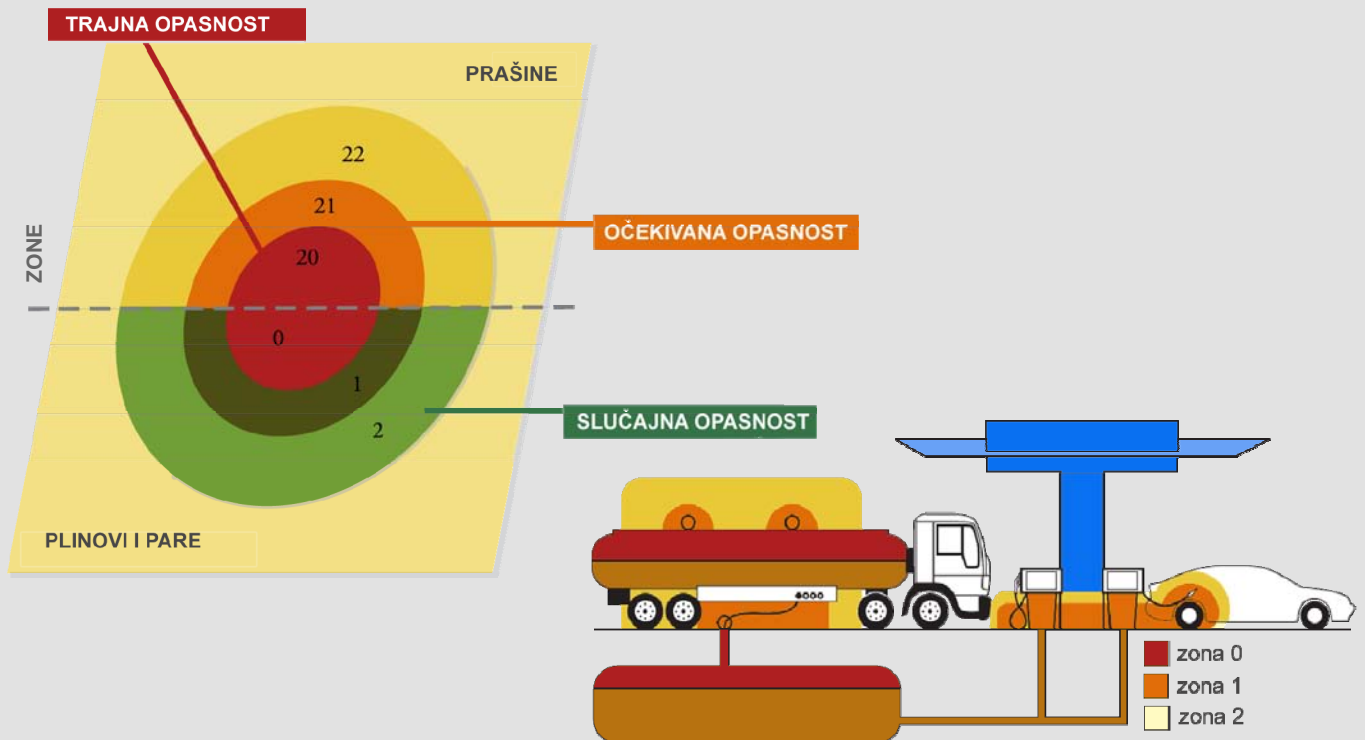 TRAJNA OPASNOST
PRAŠINE
22
21
OČEKIVANA OPASNOST
20
ZONE
0
1
SLUČAJNA OPASNOST
2
PLINOVI I PARE
zona 0
zona 1
zona 2